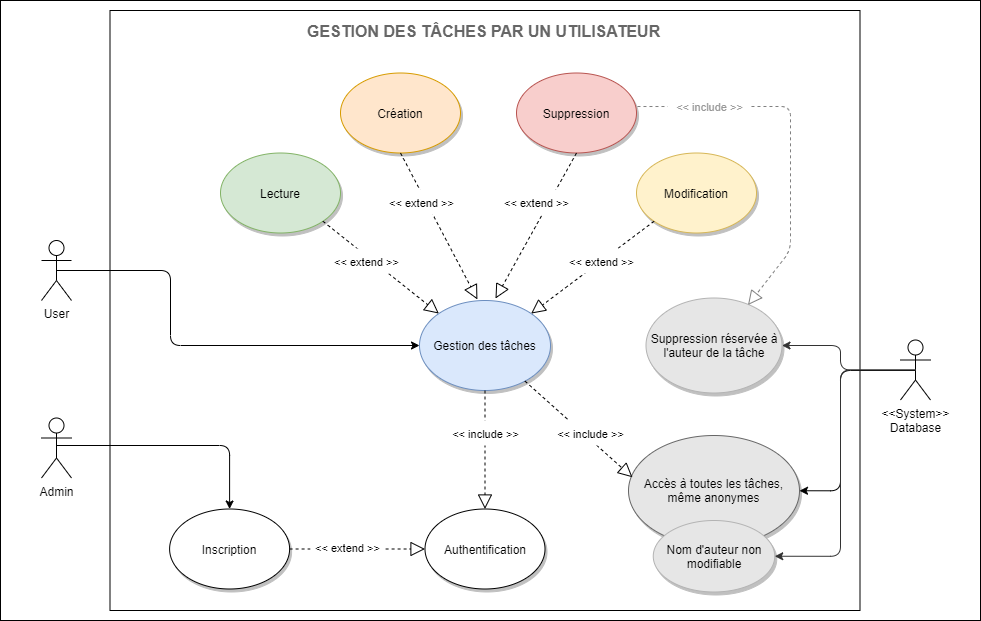 GESTION DES TÂCHES PAR UN UTILISATEUR
Création
Suppression
<< include >>
Lecture
Modification
<< extend >>
<< extend >>
<< extend >>
<< extend >>
User
Gestion des tâches
Suppression réservée à
l'auteur de la tâche
<<System>>
Database
<< include >>
<< include >>
Admin
Accès à toutes les tâches,
même anonymes
Inscription
<< extend >>
Authentification
Nom d'auteur non
modifiable